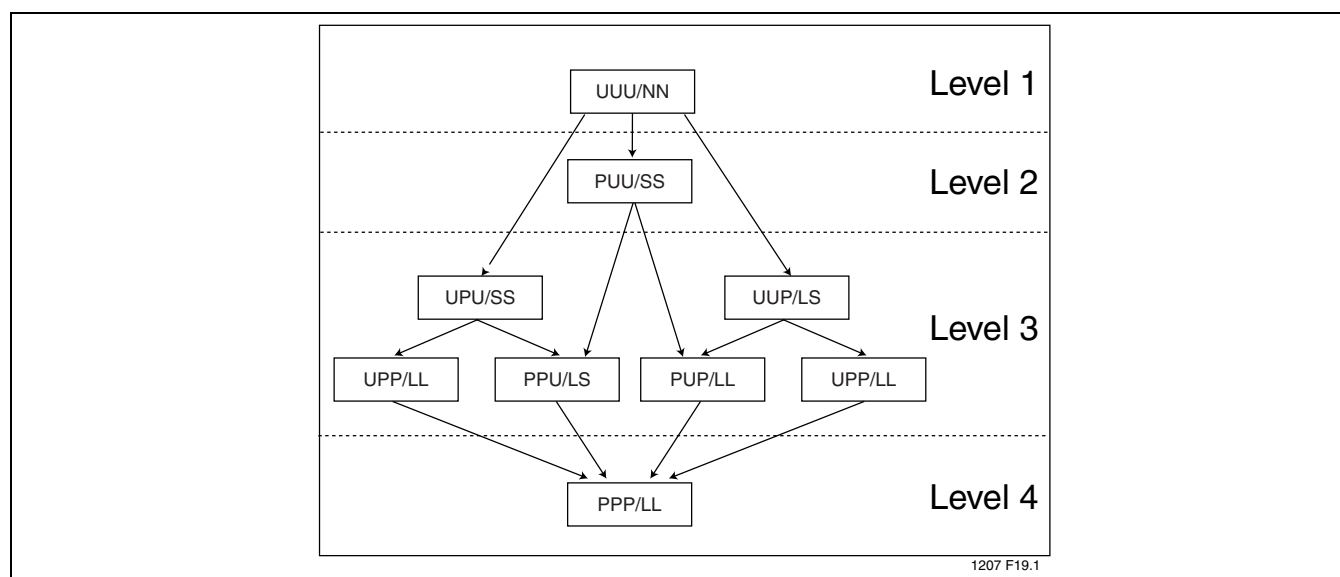 Level 1
UUU/NN
Level 2
PUU/SS
UPU/SS
UUP/LS
Level 3
UPP/LL
PPU/LS
PUP/LL
UPP/LL
Level 4
PPP/LL
1207 F19.1